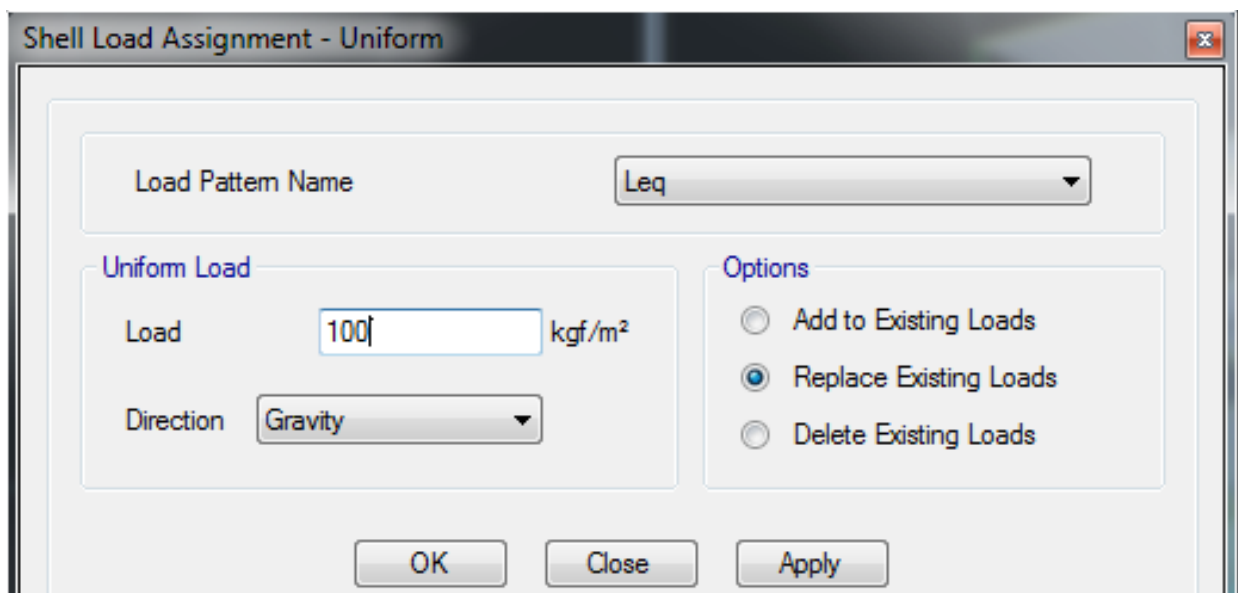 Shell Load Assignment - Uniform
Load Pattern Name
Leq
Uniform Load
Load
100
kgf/m²
Direction
Gravity
Options
Add to Existing Loads
Replace Existing Loads
Delete Existing Loads
OK
Close
Apply